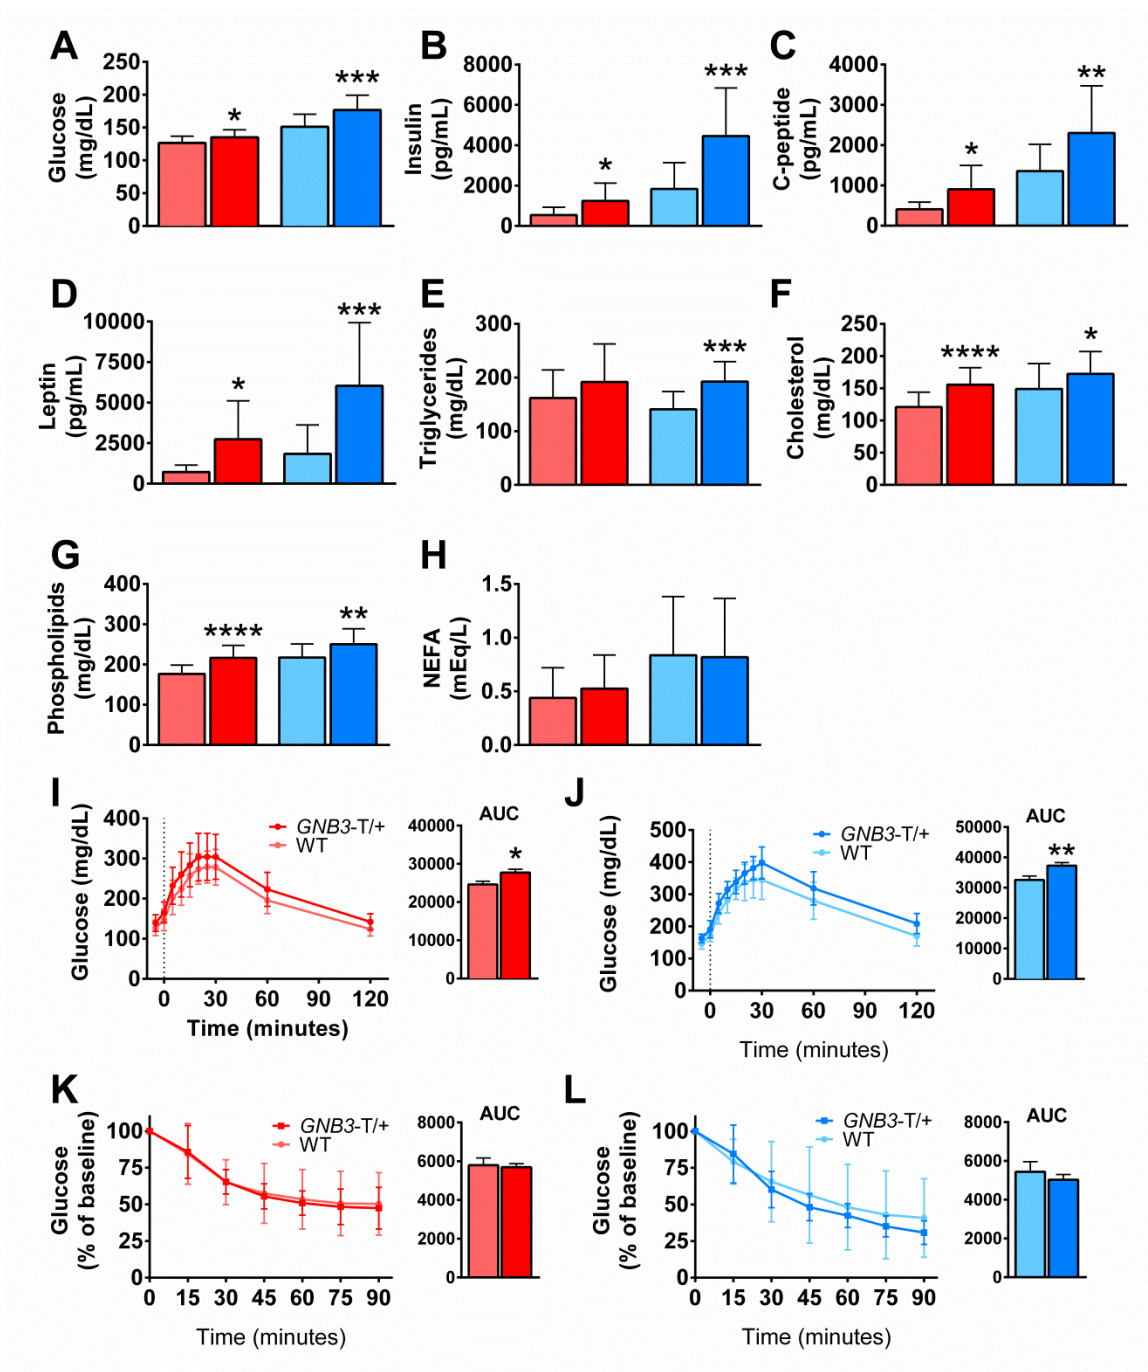 A
Glucose
(mg/dL)
250
200
150
100
50
0
*
***
B
Insulin
(pg/mL)
8000
6000
4000
2000
0
*
***
C
C-peptide
(pg/mL)
4000
3000
2000
1000
0
*
**
D
Leptin
(pg/mL)
10000
7500
5000
2500
0
*
***
E
Triglycerides
(mg/dL)
300
200
100
0
***
F
Cholesterol
(mg/dL)
250
200
150
100
50
0
****
*
G
Phospholipids
(mg/dL)
400
300
200
100
0
****
**
H
NEFA
(mEq/L)
1.5
1.0
0.5
0.0
I
Glucose (mg/dL)
400
300
200
100
0
GNB3-T/+
WT
0 30 60 90 120
Time (minutes)
AUC
40000
30000
20000
10000
0
*
J
Glucose (mg/dL)
500
400
300
200
100
0
GNB3-T/+
WT
0 30 60 90 120
Time (minutes)
AUC
50000
40000
30000
20000
10000
0
**
K
Glucose
(% of baseline)
100
75
50
25
0
GNB3-T/+
WT
0 15 30 45 60 75 90
Time (minutes)
AUC
8000
6000
4000
2000
0
L
Glucose
(% of baseline)
100
75
50
25
0
GNB3-T/+
WT
0 15 30 45 60 75 90
Time (minutes)
AUC
8000
6000
4000
2000
0